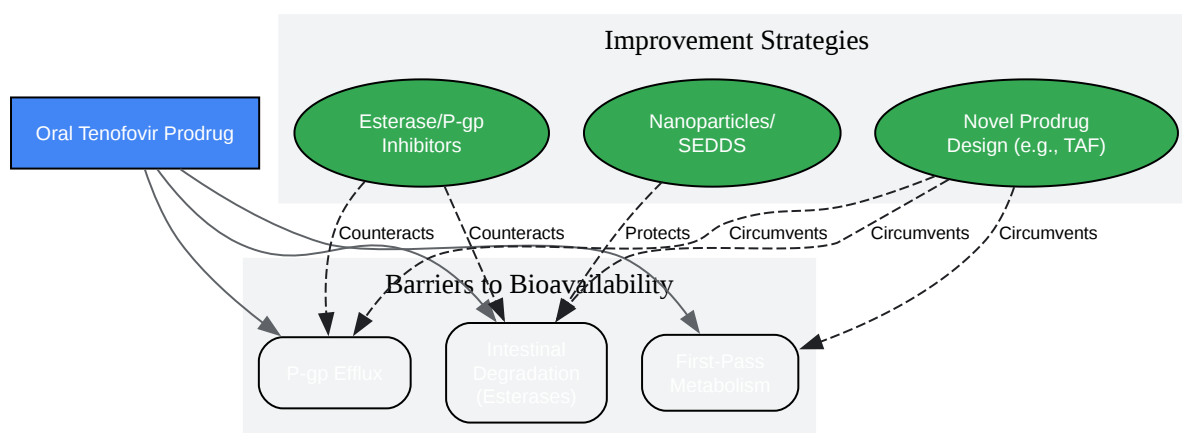 Improvement Strategies
Oral Tenofovir Prodrug
Esterase/P-gp
Inhibitors
Nanoparticles/
SEDDS
Novel Prodrug
Design (e.g., TAF)
Counteracts
Counteracts
Protects
Circumvents
Circumvents
Circumvents
Barriers to Bioavailability
P-gp Efflux
Intestinal
Degradation
(Esterases)
First-Pass
Metabolism